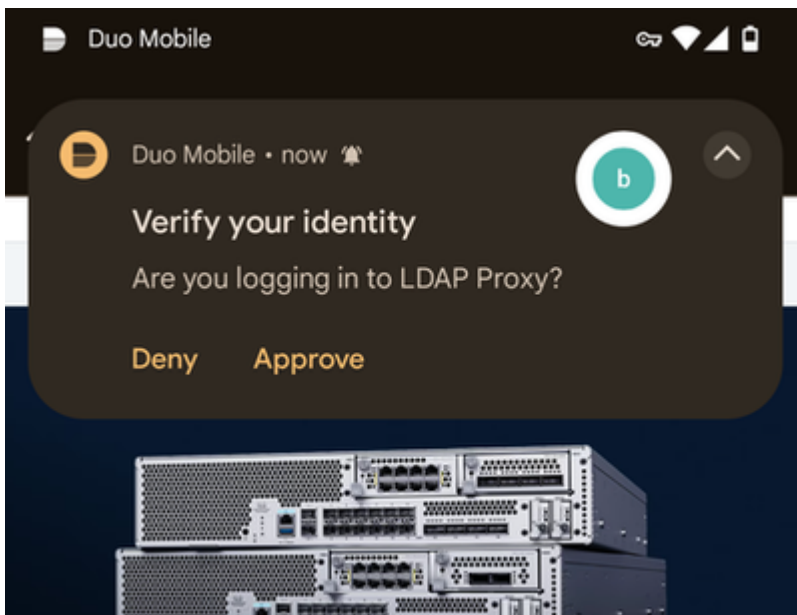 Duo Mobile
Duo Mobile • now
b
Verify your identity
Are you logging in to LDAP Proxy?
Deny Approve